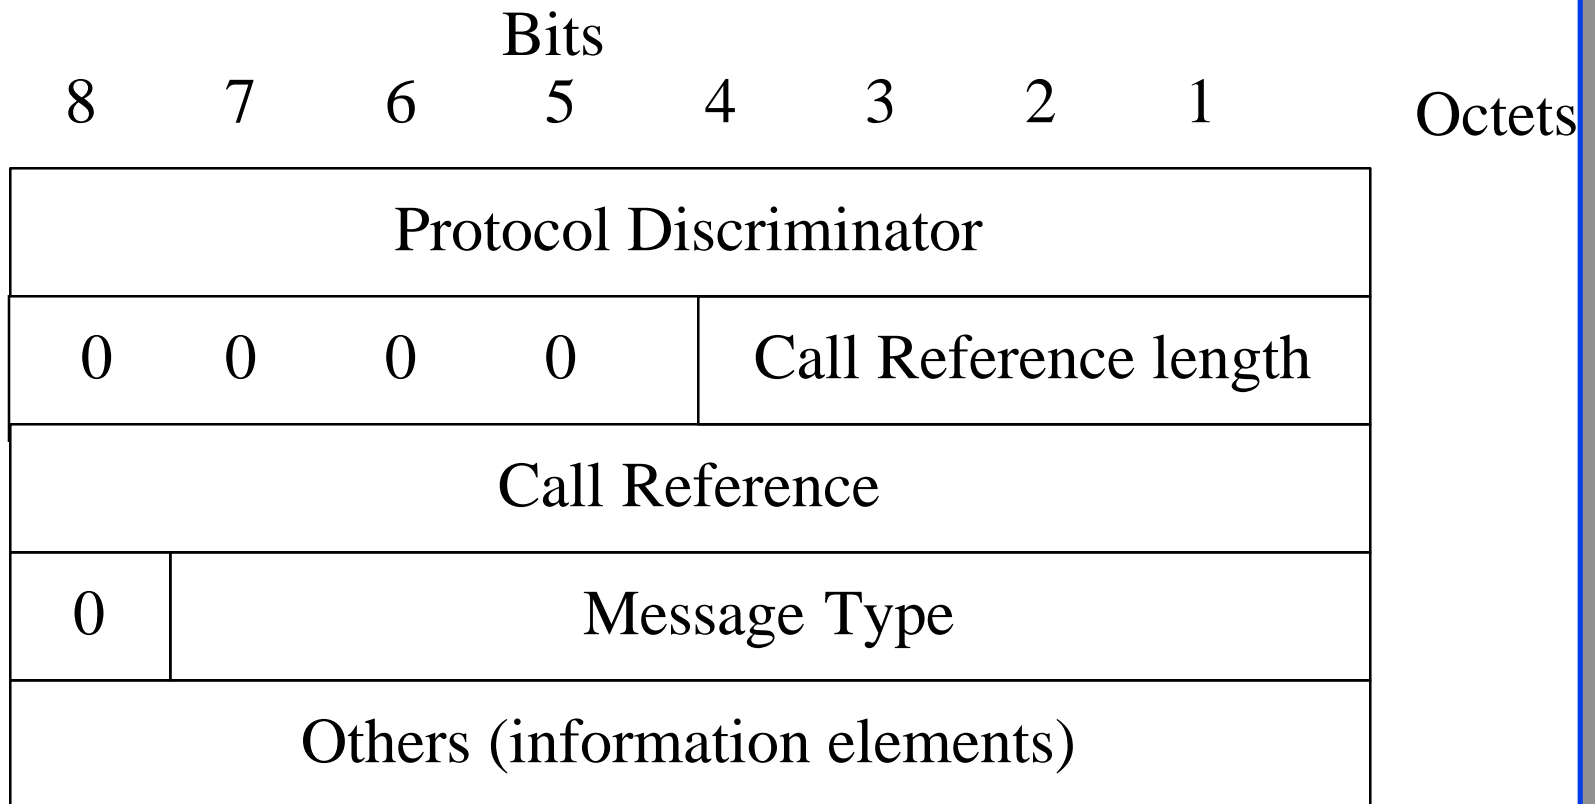 Bits
8 7 6 5 4 3 2 1
Octets
Protocol Discriminator
0 0 0 0 Call Reference length
Call Reference
0 Message Type
Others (information elements)